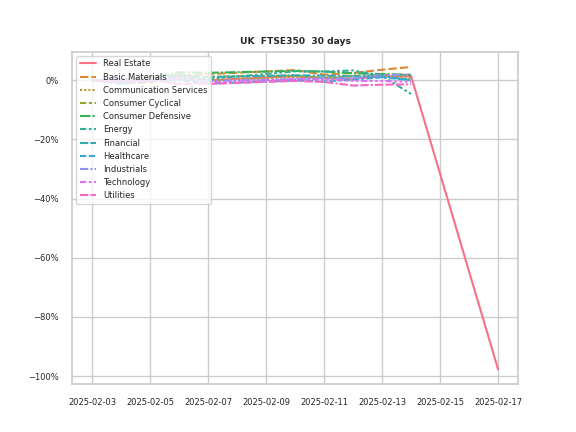 UK FTSE350 30 days
Real Estate
Basic Materials
Communication Services
Consumer Cyclical
Consumer Defensive
Energy
Financial
Healthcare
Industrials
Technology
Utilities
0%
−20%
−40%
−60%
−80%
−100%
2025-02-03 2025-02-05 2025-02-07 2025-02-09 2025-02-11 2025-02-13 2025-02-15 2025-02-17